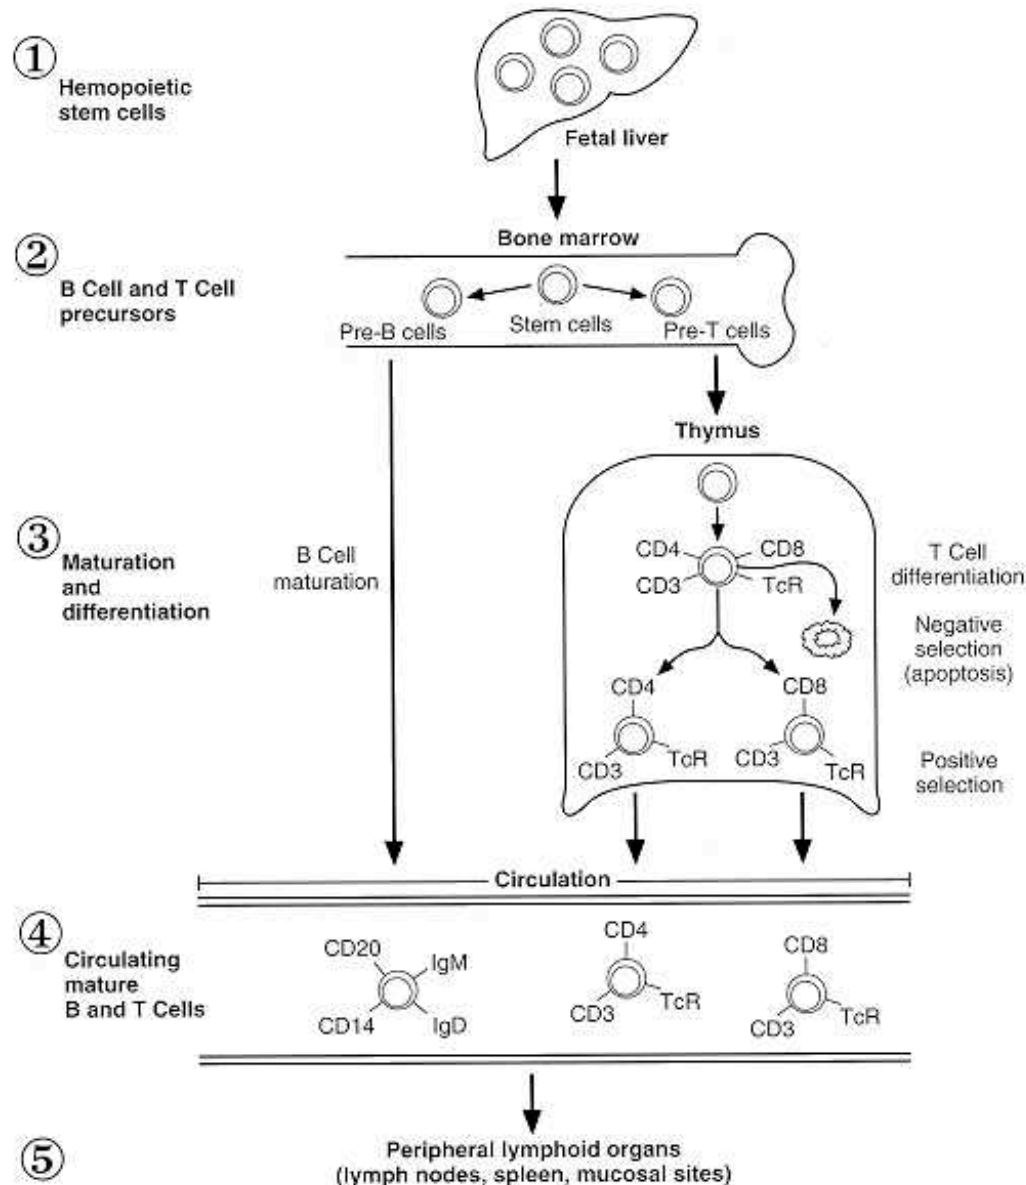 ①
Hemopoietic
stem cells
Fetal liver
②
Bone marrow
B Cell and T Cell
precursors
Pre-B cells
Stem cells
Pre-T cells
Thymus
③
Maturation
and
differentiation
B Cell
maturation
CD4
CD8
CD3
TcR
T Cell
differentiation
Negative
selection
(apoptosis)
CD4
CD3
TcR
CD8
CD3
TcR
Positive
selection
Circulation
④
Circulating
mature
B and T Cells
CD20
IgM
CD14
IgD
CD4
CD3
TcR
CD8
CD3
TcR
⑤
Peripheral lymphoid organs
(lymph nodes, spleen, mucosal sites)